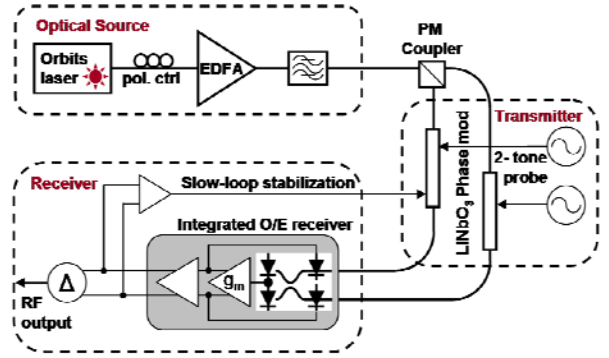 Optical Source
Orbits
laser
pol. ctrl
EDFA
PM
Coupler
Transmitter
2- tone
probe
LiNbO3 Phase mod
Receiver
Slow-loop stabilization
Integrated O/E receiver
gm
Δ
RF
output